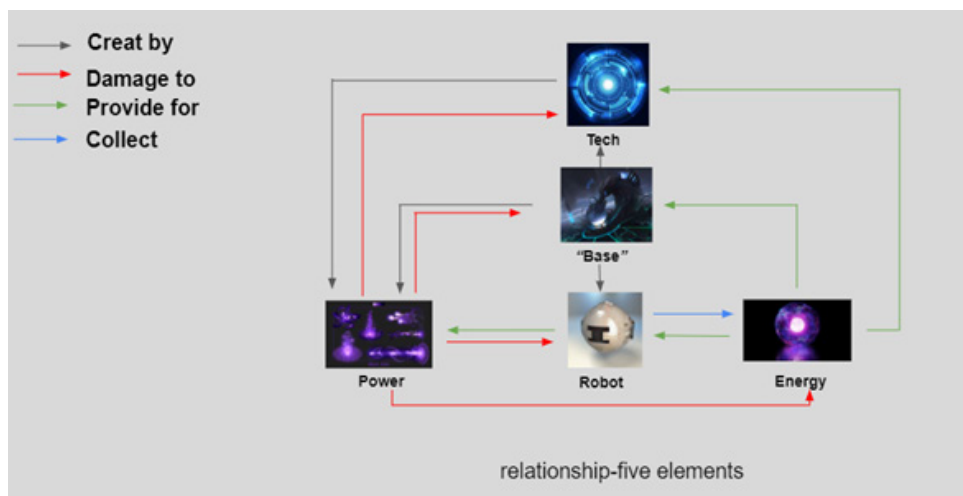 Creat by
Damage to
Provide for
Collect
Tech
“Base”
Power
Robot
Energy
relationship-five elements